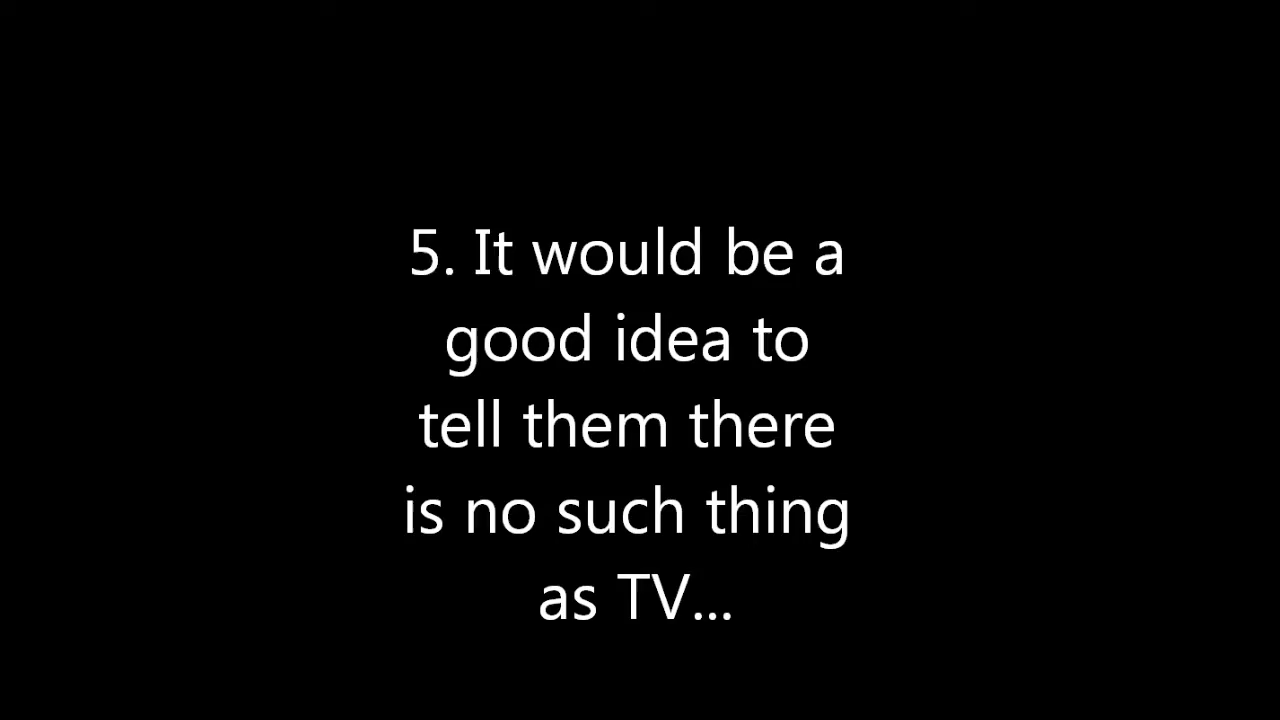 5. It would be a
good idea to
tell them there
is no such thing
as TV...